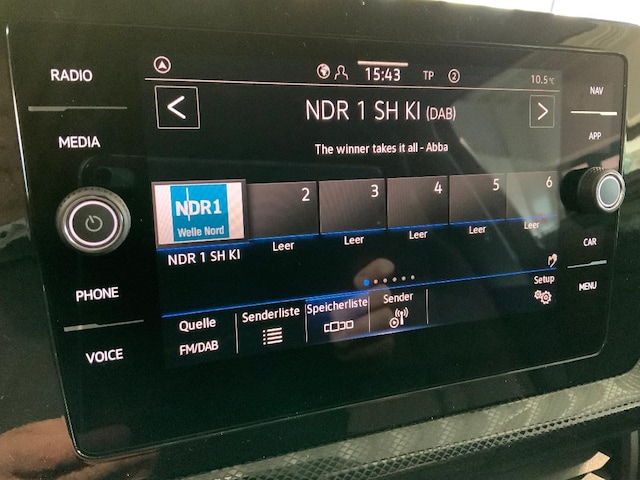 RADIO
MEDIA
PHONE
VOICE
15:43
TP
2
10.5°C
NDR 1 SH KI (DAB)
The winner takes it all - Abba
NDR1
Welle Nord
2
3
4
5
6
NDR 1 SH KI
Leer
Leer
Leer
Leer
Leer
Quelle
FM/DAB
Senderliste
Speicherliste
Sender
Setup
NAV
APP
CAR
MENU